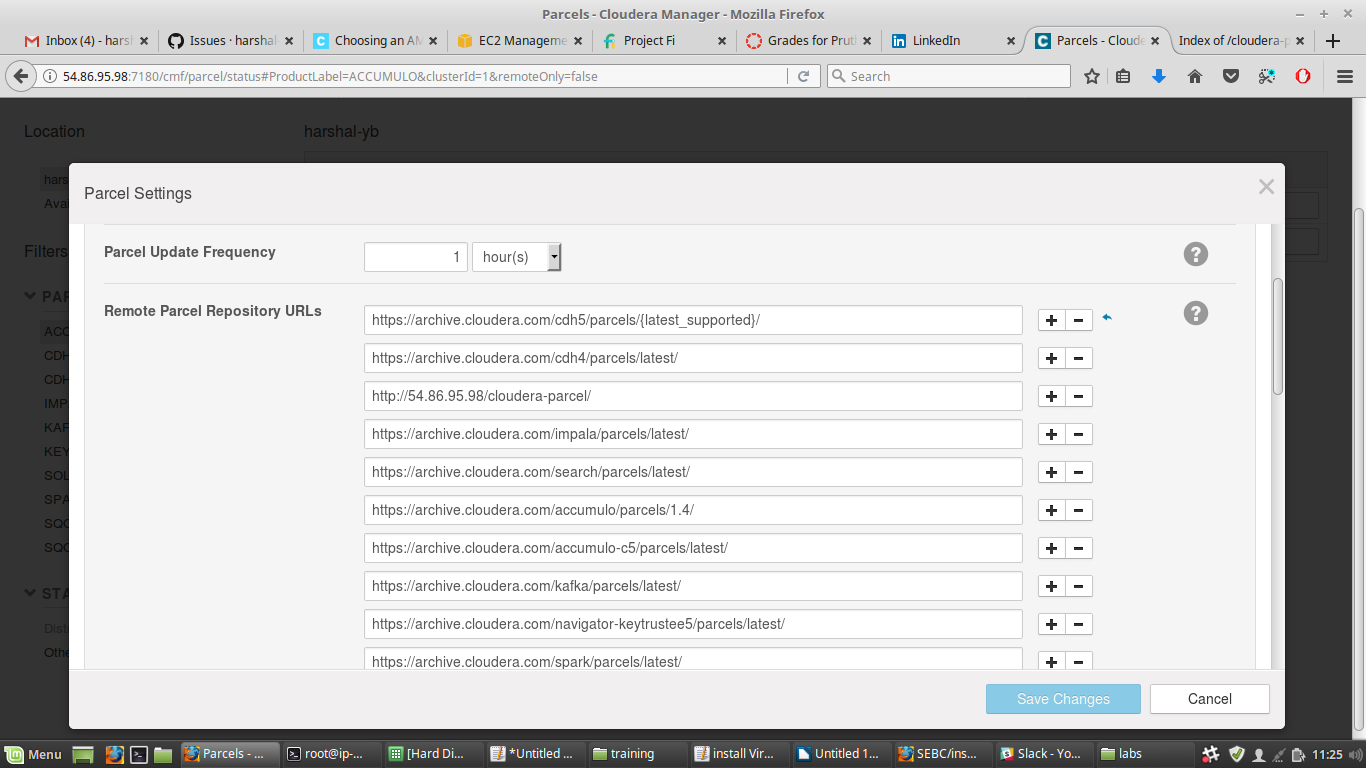 Parcels - Cloudera Manager - Mozilla Firefox
Inbox (4) - harsh
Issues · harshal
Choosing an AM
EC2 Manageme
Project Fi
Grades for Prut
LinkedIn
Parcels - Cloude
Index of /cloudera-p
54.86.95.98:7180/cmf/parcel/status#ProductLabel=ACCUMULO&clusterId=1&remoteOnly=false
Search
Location
harshal-yb
hars
Avai
Filters
PAR
ACC
CDH
CDH
IMP
KAF
KEY
SOL
SPA
SQO
SQO
STA
Distr
Othe
Parcel Settings
Parcel Update Frequency
1
hour(s)
Remote Parcel Repository URLs
https://archive.cloudera.com/cdh5/parcels/{latest_supported}/
https://archive.cloudera.com/cdh4/parcels/latest/
http://54.86.95.98/cloudera-parcel/
https://archive.cloudera.com/impala/parcels/latest/
https://archive.cloudera.com/search/parcels/latest/
https://archive.cloudera.com/accumulo/parcels/1.4/
https://archive.cloudera.com/accumulo-c5/parcels/latest/
https://archive.cloudera.com/kafka/parcels/latest/
https://archive.cloudera.com/navigator-keytrustee5/parcels/latest/
https://archive.cloudera.com/spark/parcels/latest/
Save Changes
Cancel
Menu
Parcels - ...
root@ip-...
[Hard Di...
*Untitled ...
training
install Vir...
Untitled 1...
SEBC/ins...
Slack - Yo...
labs
11:25